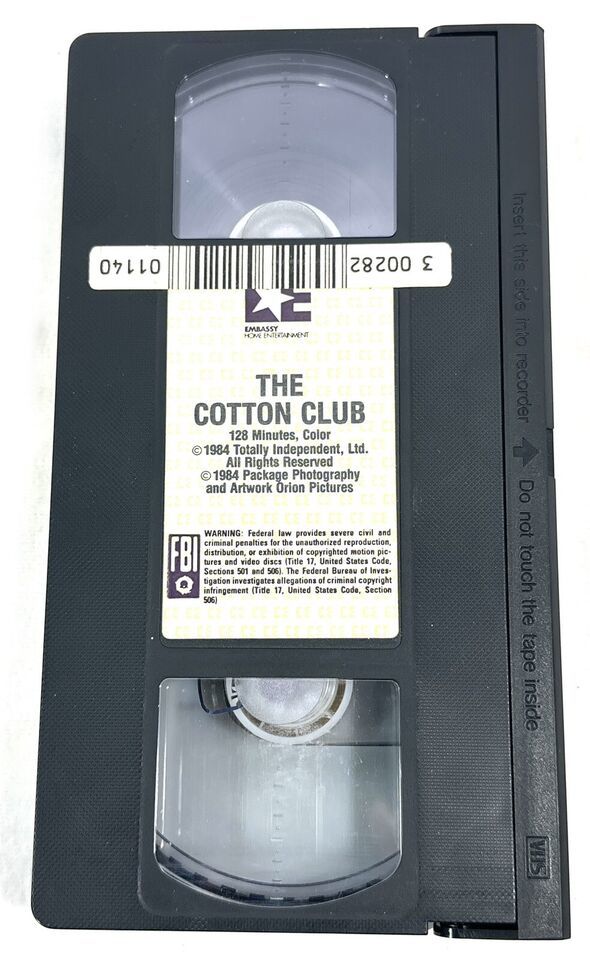 3 00282 01140
EMBASSY
HOME ENTERTAINMENT
THE
COTTON CLUB
128 Minutes, Color
©1984 Totally Independent, Ltd.
All Rights Reserved
©1984 Package Photography
and Artwork Orion Pictures
FBI
WARNING: Federal law provides severe civil and
criminal penalties for the unauthorized reproduction,
distribution, or exhibition of copyrighted motion pic-
tures and video discs (Title 17, United States Code,
Sections 501 and 506). The Federal Bureau of Inves-
tigation investigates allegations of criminal copyright
infringement (Title 17, United States Code, Section
506)
Insert this side into recorder
Do not touch the tape inside
VHS